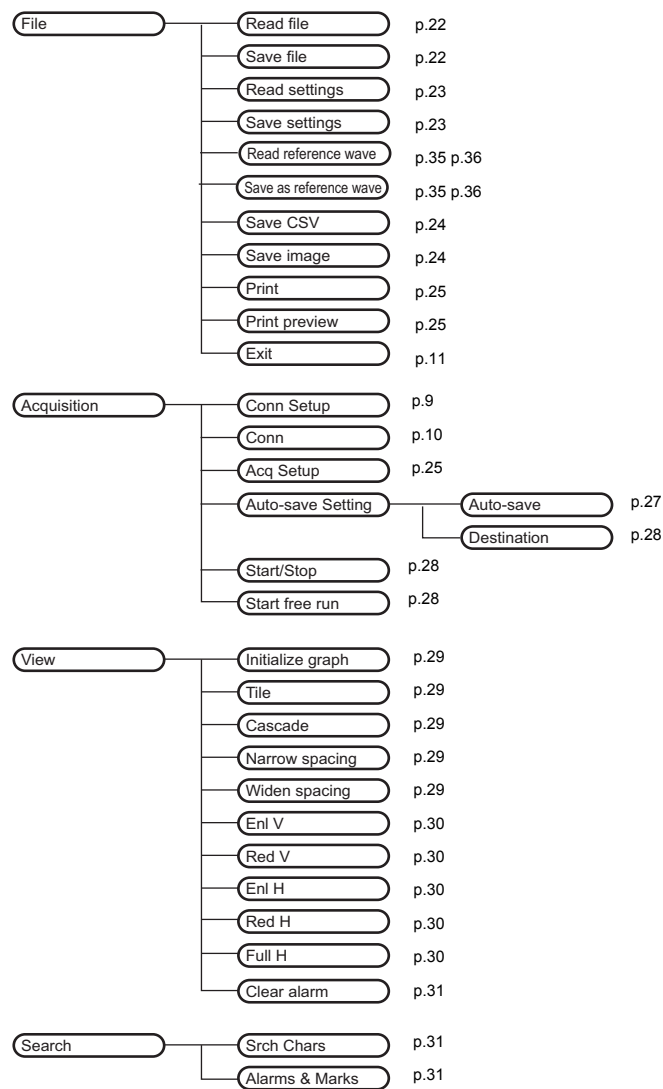 File Read file p.22
Save file p.22
Read settings p.23
Save settings p.23
Read reference wave p.35 p.36
Save as reference wave p.35 p.36
Save CSV p.24
Save image p.24
Print p.25
Print preview p.25
Exit p.11
Acquisition Conn Setup p.9
Conn p.10
Acq Setup p.25
Auto-save Setting Auto-save p.27
Destination p.28
Start/Stop p.28
Start free run p.28
View Initialize graph p.29
Tile p.29
Cascade p.29
Narrow spacing p.29
Widen spacing p.29
Enl V p.30
Red V p.30
Enl H p.30
Red H p.30
Full H p.30
Clear alarm p.31
Search Srch Chars p.31
Alarms & Marks p.31